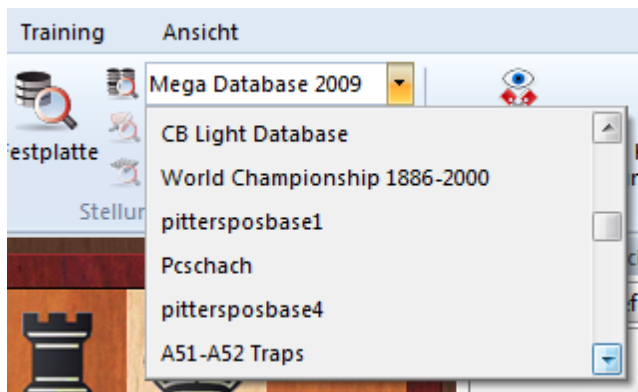 Training Ansicht
Mega Database 2009
CB Light Database
estplatte
World Championship 1886-2000
Stellur
pittersposbase1
Pcschach
pittersposbase4
A51-A52 Traps